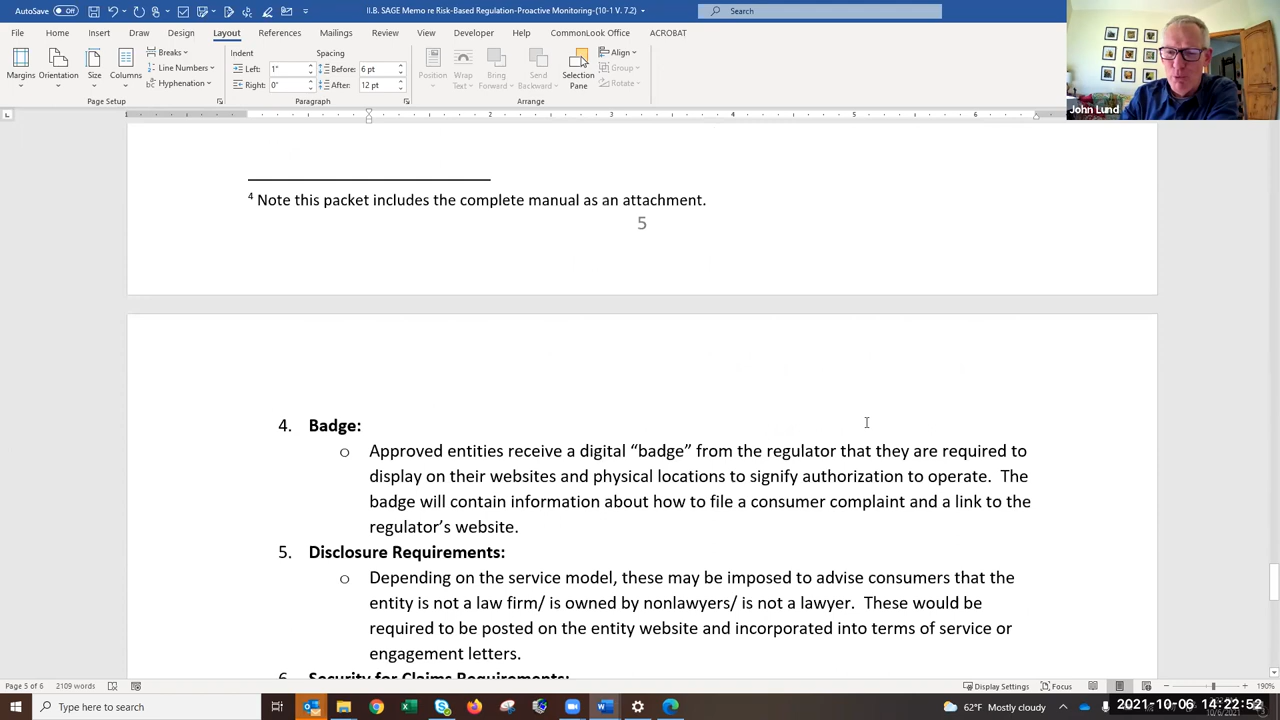 AutoSave Off II.B. SAGE Memo re Risk-Based Regulation-Proactive Monitoring-(10-1 V. 7.2) Search
File Home Insert Draw Design Layout References Mailings Review View Developer Help CommonLook Office ACROBAT
Margins Orientation Size Columns
Breaks
Line Numbers
Hyphenation
Page Setup
Indent
Left: 1"
Right: 0"
Spacing
Before: 6 pt
After: 12 pt
Paragraph
Position
Wrap Text
Bring Forward
Send Backward
Selection Pane
Align
Group
Rotate
Arrange
John Lund
1 1 2 3 4 5 6
4 Note this packet includes the complete manual as an attachment.
5
4. Badge:
o Approved entities receive a digital “badge” from the regulator that they are required to
display on their websites and physical locations to signify authorization to operate. The
badge will contain information about how to file a consumer complaint and a link to the
regulator’s website.
5. Disclosure Requirements:
o Depending on the service model, these may be imposed to advise consumers that the
entity is not a law firm/ is owned by nonlawyers/ is not a lawyer. These would be
required to be posted on the entity website and incorporated into terms of service or
engagement letters.
6. Security for Claims Requirements:
Page 5 of 6 2109 words Display Settings Focus 190%
Type here to search 62°F Mostly cloudy 2021-10-06 14:22:52